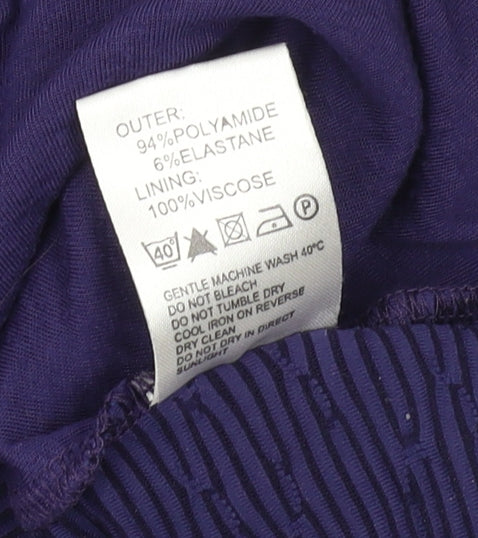 OUTER:
94%POLYAMIDE
6%ELASTANE
LINING:
100%VISCOSE
40° P
GENTLE MACHINE WASH 40°C
DO NOT BLEACH
DO NOT TUMBLE DRY
COOL IRON ON REVERSE
DRY CLEAN
DO NOT DRY IN DIRECT
SUNLIGHT